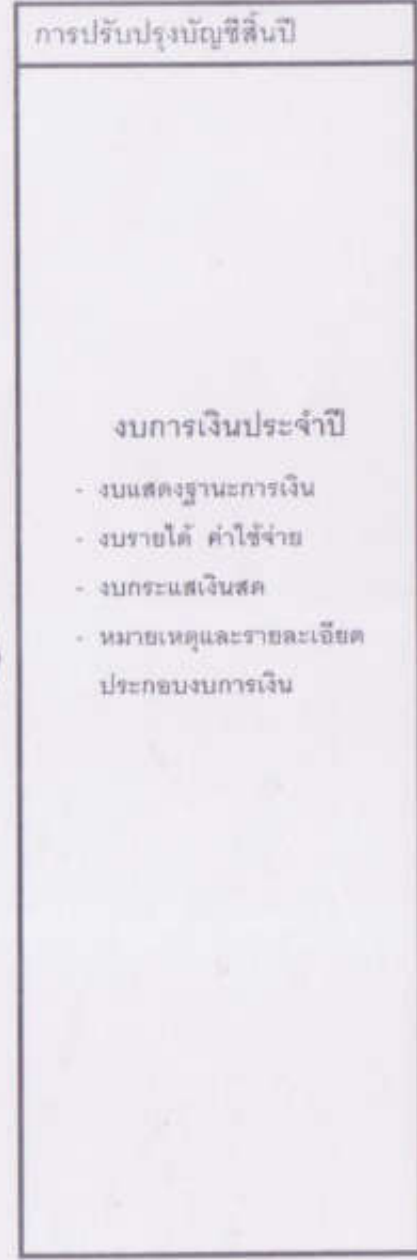 การปรับปรุงบัญชีสิ้นปี
งบการเงินประจำปี
- งบแสดงฐานะการเงิน
- งบรายได้ ค่าใช้จ่าย
- งบกระแสเงินสด
- หมายเหตุและรายละเอียด
ประกอบงบการเงิน